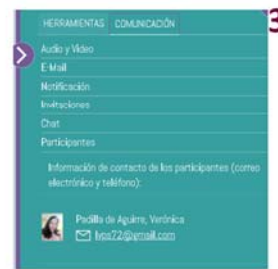 HERRAMIENTAS COMUNICACIÓN
3
Audio y Video
E-Mail
Notificación
Invitaciones
Chat
Participantes
Información de contacto de los participantes (correo
electrónico y teléfono):
Padilla de Aguirre, Verónica